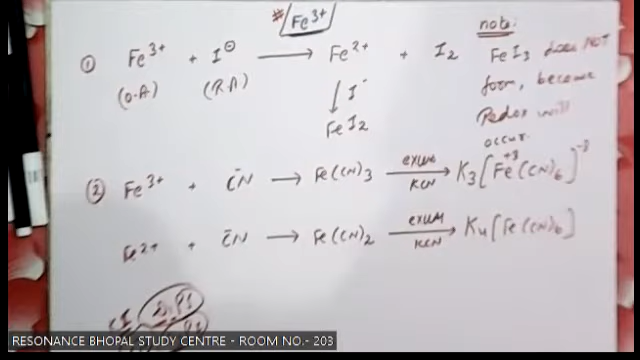 # Fe³⁺
note:
① Fe³⁺ + I⊖ ⟶ Fe²⁺ + I₂ FeI₃ does NOT
(O.A) (R.A) ↓ I⁻ form, because
FeI₂ Redox will
occur.
② Fe³⁺ + C̄N ⟶ Fe(CN)₃ excess/KCN ⟶ K₃[Fe⁺³(CN)₆]⁻³
Fe²⁺ + C̄N ⟶ Fe(CN)₂ excess/KCN ⟶ K₄[Fe(CN)₆]
RESONANCE BHOPAL STUDY CENTRE - ROOM NO.- 203